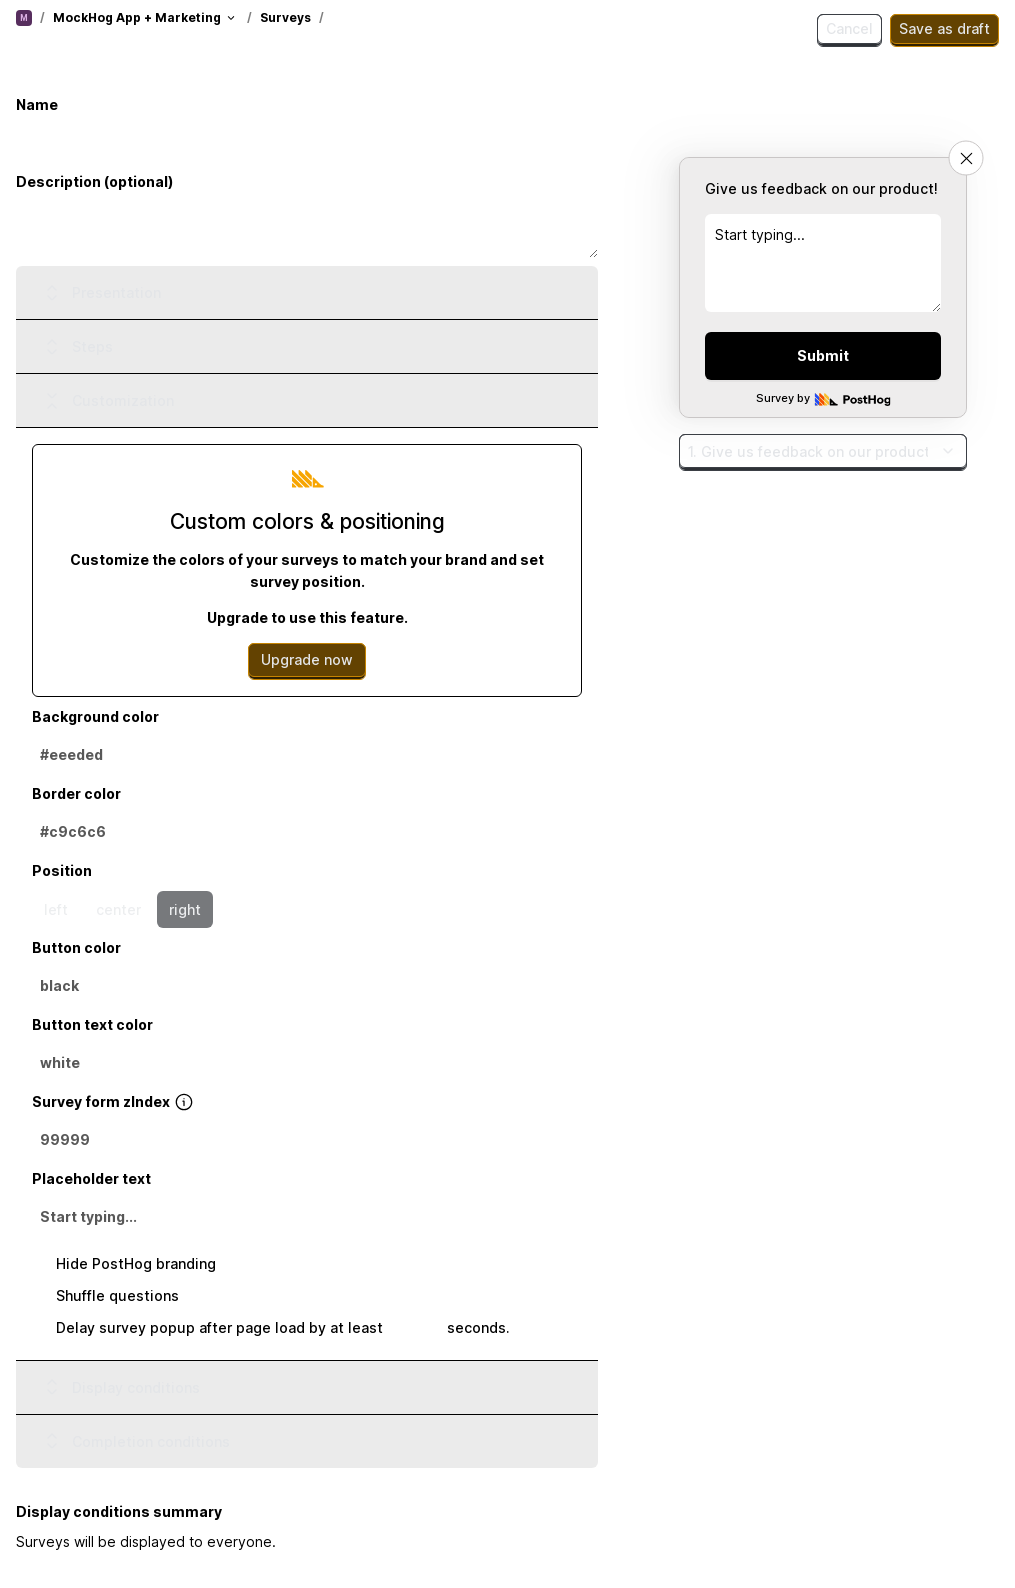 M / MockHog App + Marketing / Surveys /
Cancel
Save as draft
Name
Description (optional)
Presentation
Steps
Customization
Custom colors & positioning
Customize the colors of your surveys to match your brand and set
survey position.
Upgrade to use this feature.
Upgrade now
Background color
#eeeded
Border color
#c9c6c6
Position
left center right
Button color
black
Button text color
white
Survey form zIndex
99999
Placeholder text
Start typing...
Hide PostHog branding
Shuffle questions
Delay survey popup after page load by at least seconds.
Display conditions
Completion conditions
Display conditions summary
Surveys will be displayed to everyone.
Give us feedback on our product!
Start typing...
Submit
Survey by PostHog
1. Give us feedback on our product